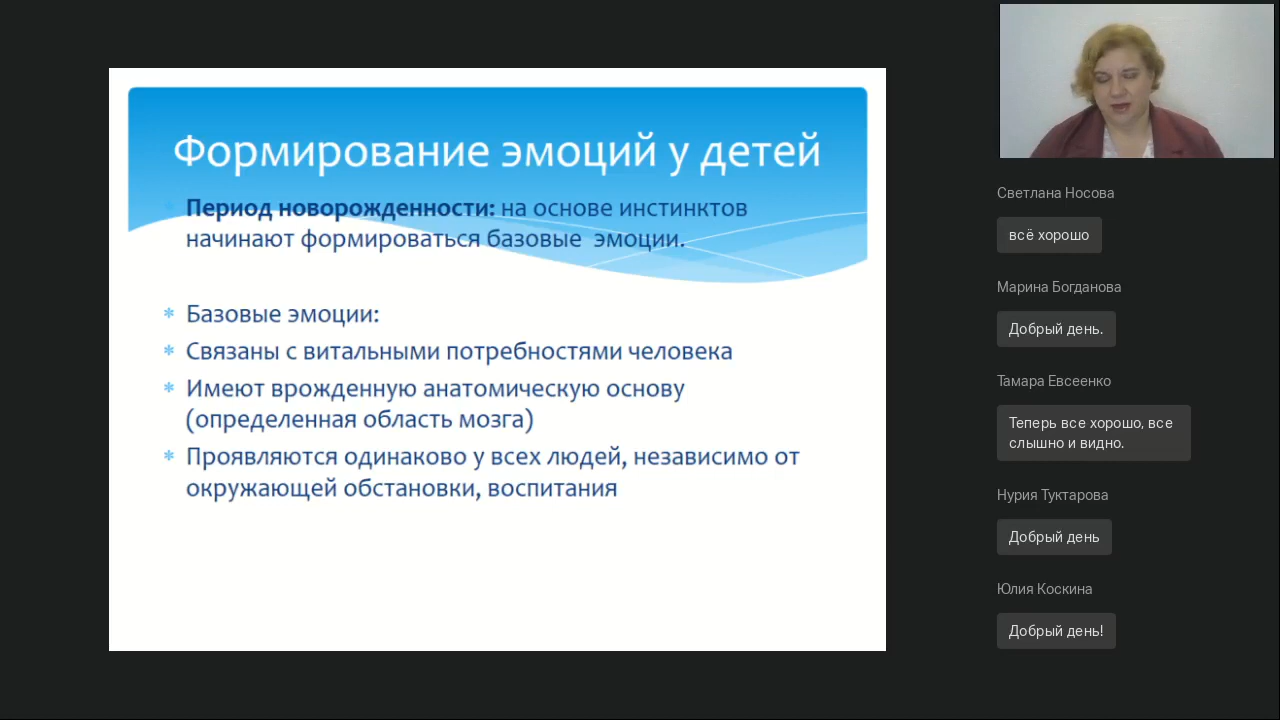 Формирование эмоций у детей
Период новорожденности: на основе инстинктов
начинают формироваться базовые эмоции.
Базовые эмоции:
Связаны с витальными потребностями человека
Имеют врожденную анатомическую основу
(определенная область мозга)
Проявляются одинаково у всех людей, независимо от
окружающей обстановки, воспитания
Светлана Носова
всё хорошо
Марина Богданова
Добрый день.
Тамара Евсеенко
Теперь все хорошо, все
слышно и видно.
Нурия Туктарова
Добрый день
Юлия Коскина
Добрый день!